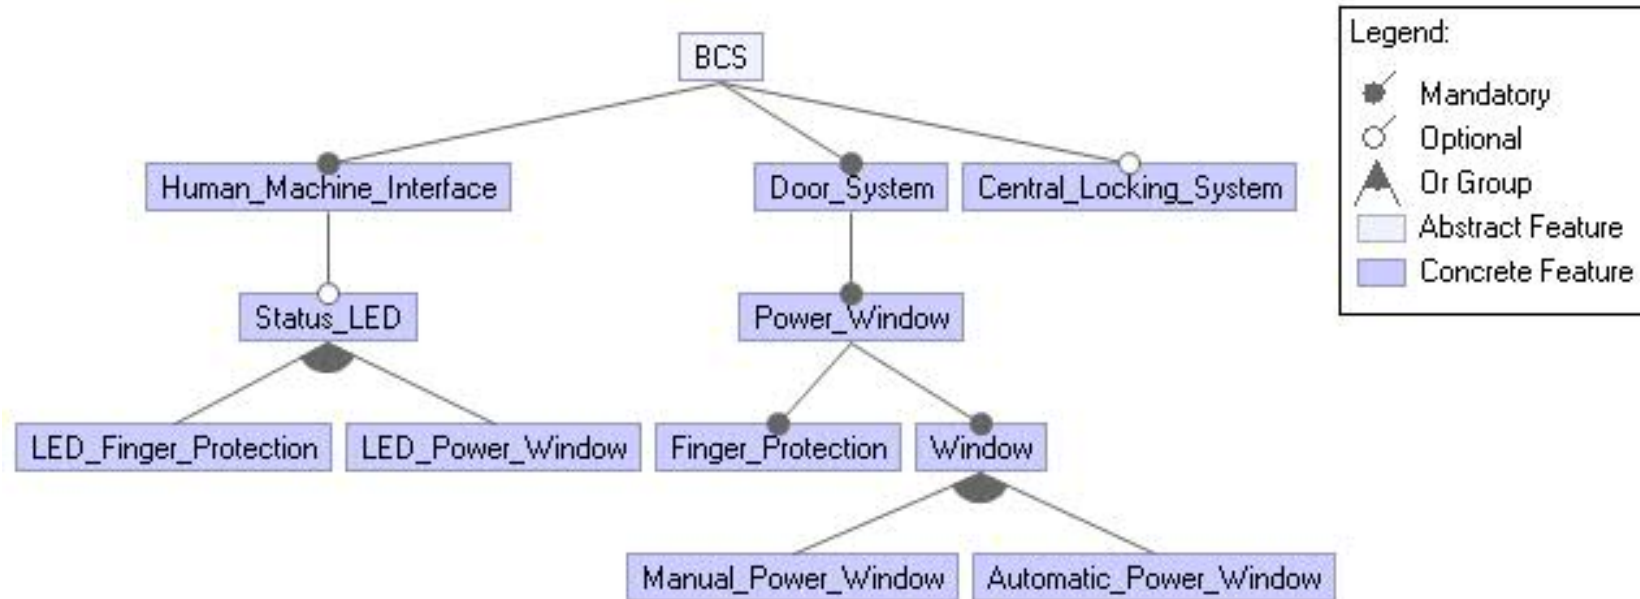 BCS
Legend:
Mandatory
Optional
Or Group
Abstract Feature
Concrete Feature
Human_Machine_Interface
Door_System
Central_Locking_System
Status_LED
Power_Window
LED_Finger_Protection
LED_Power_Window
Finger_Protection
Window
Manual_Power_Window
Automatic_Power_Window